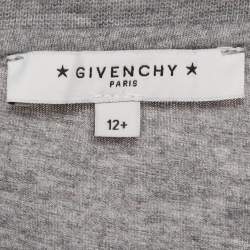 ★ GIVENCHY ★
PARIS
12+